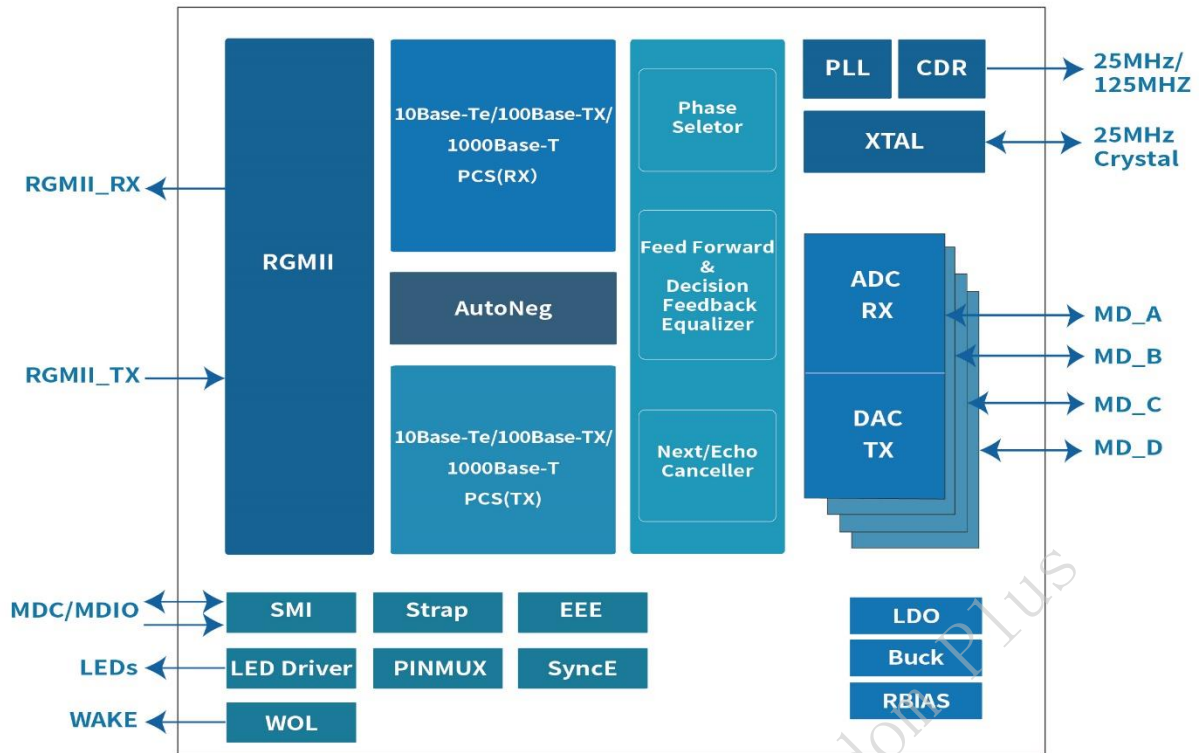 RGMII_RX
RGMII_TX
RGMII
10Base-Te/100Base-TX/
1000Base-T
PCS(RX)
AutoNeg
10Base-Te/100Base-TX/
1000Base-T
PCS(TX)
Phase
Seletor
Feed Forward
&
Decision
Feedback
Equalizer
Next/Echo
Canceller
PLL
CDR
25MHz/
125MHZ
XTAL
25MHz
Crystal
ADC
RX
DAC
TX
MD_A
MD_B
MD_C
MD_D
MDC/MDIO
SMI
Strap
EEE
LEDs
LED Driver
PINMUX
SyncE
WAKE
WOL
LDO
Buck
RBIAS
Plus